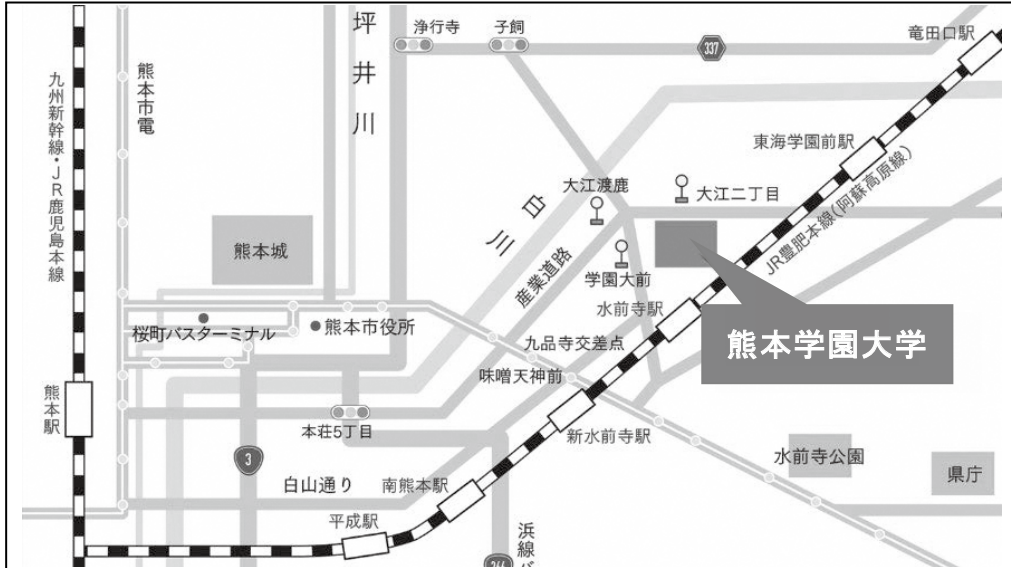 坪井川
浄行寺
子飼
337
竜田口駅
九州新幹線・JR鹿児島本線
熊本市電
東海学園前駅
大江渡鹿
大江二丁目
白川
JR豊肥本線(阿蘇高原線)
熊本城
産業道路
学園大前
水前寺駅
桜町バスターミナル
熊本市役所
九品寺交差点
熊本学園大学
味噌天神前
熊本駅
本荘5丁目
新水前寺駅
3
水前寺公園
県庁
白山通り
南熊本駅
平成駅
浜線